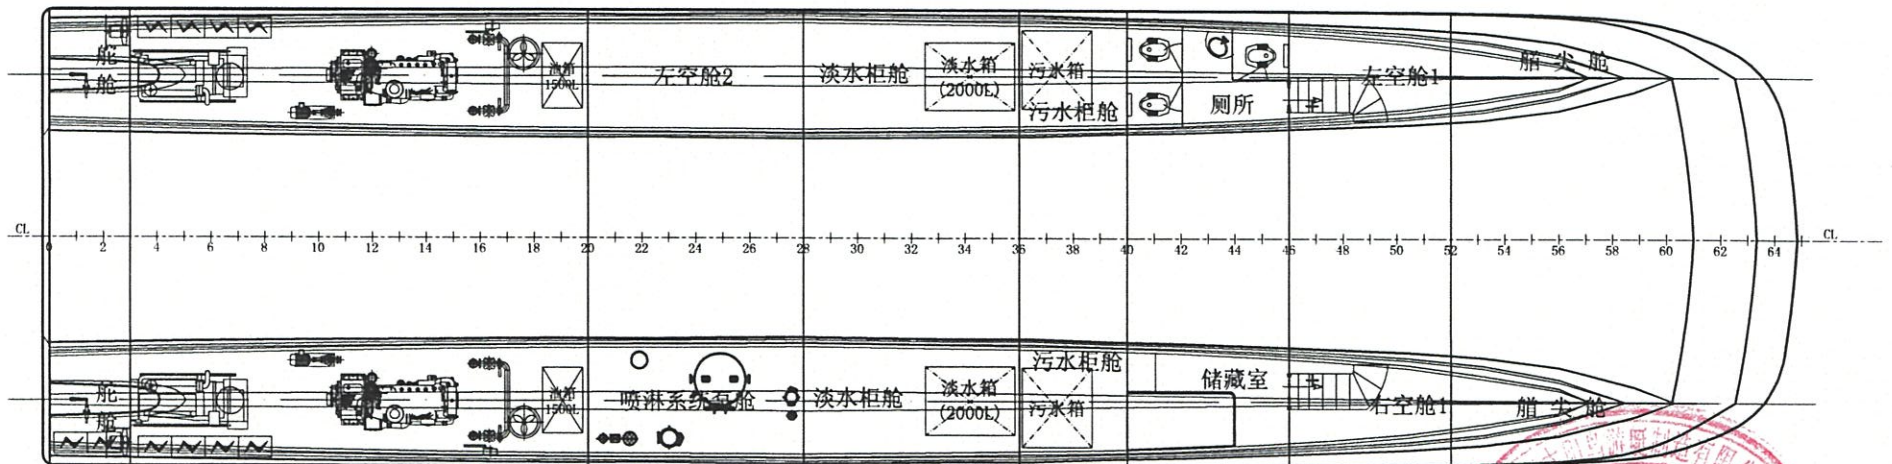 舵
舱
油箱
1500L
左空舱2
淡水柜舱
淡水箱
(2000L)
污水箱
污水柜舱
厕所
左空舱1
艏 尖 舱
CL
0 2 4 6 8 10 12 14 16 18 20 22 24 26 28 30 32 34 36 38 40 42 44 46 48 50 52 54 56 58 60 62 64
CL
舵
舱
油箱
1500L
喷淋系统泵舱
淡水柜舱
淡水箱
(2000L)
污水柜舱
污水箱
储藏室
右空舱1
艏 尖 舱